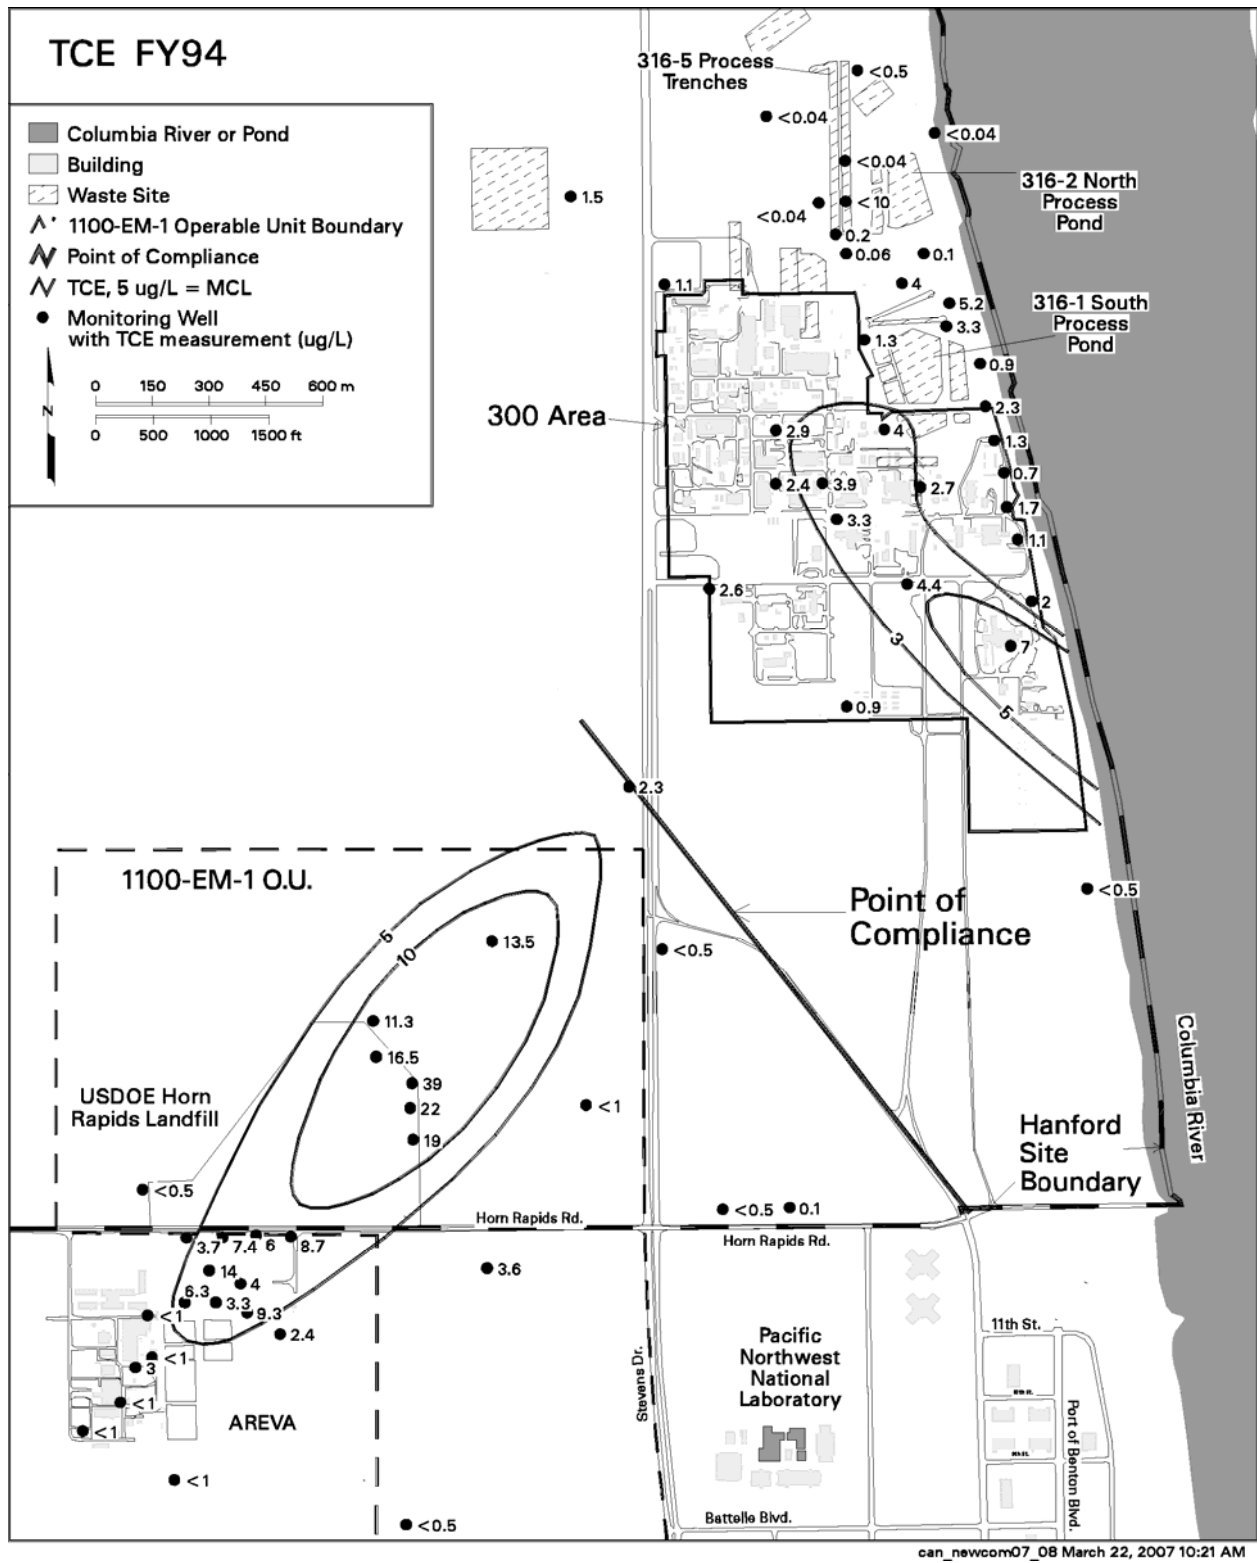 TCE FY94
Columbia River or Pond
Building
Waste Site
1100-EM-1 Operable Unit Boundary
Point of Compliance
TCE, 5 ug/L = MCL
Monitoring Well
with TCE measurement (ug/L)
N
0 150 300 450 600 m
0 500 1000 1500 ft
316-5 Process
Trenches
<0.5
<0.04
<0.04
<0.04
316-2 North
Process
Pond
1.5
<0.04
<10
0.2
0.06
0.1
1.1
4
5.2
316-1 South
Process
Pond
3.3
1.3
0.9
2.3
300 Area
2.9
4
1.3
2.4
3.9
2.7
0.7
1.7
3.3
1.1
2.6
4.4
2
3
7
0.9
5
2.3
1100-EM-1 O.U.
<0.5
Point of
Compliance
5
10
13.5
<0.5
11.3
16.5
39
22
19
USDOE Horn
Rapids Landfill
<1
Columbia River
Hanford
Site
Boundary
<0.5
<0.5
0.1
Horn Rapids Rd.
Horn Rapids Rd.
3.7
7.4
6
8.7
14
4
3.6
6.3
3.3
9.3
<1
2.4
<1
3
<1
<1
AREVA
<1
<0.5
Stevens Dr.
Pacific
Northwest
National
Laboratory
11th St.
Port of Benton Blvd.
Battelle Blvd.
can_newcom07_08 March 22, 2007 10:21 AM